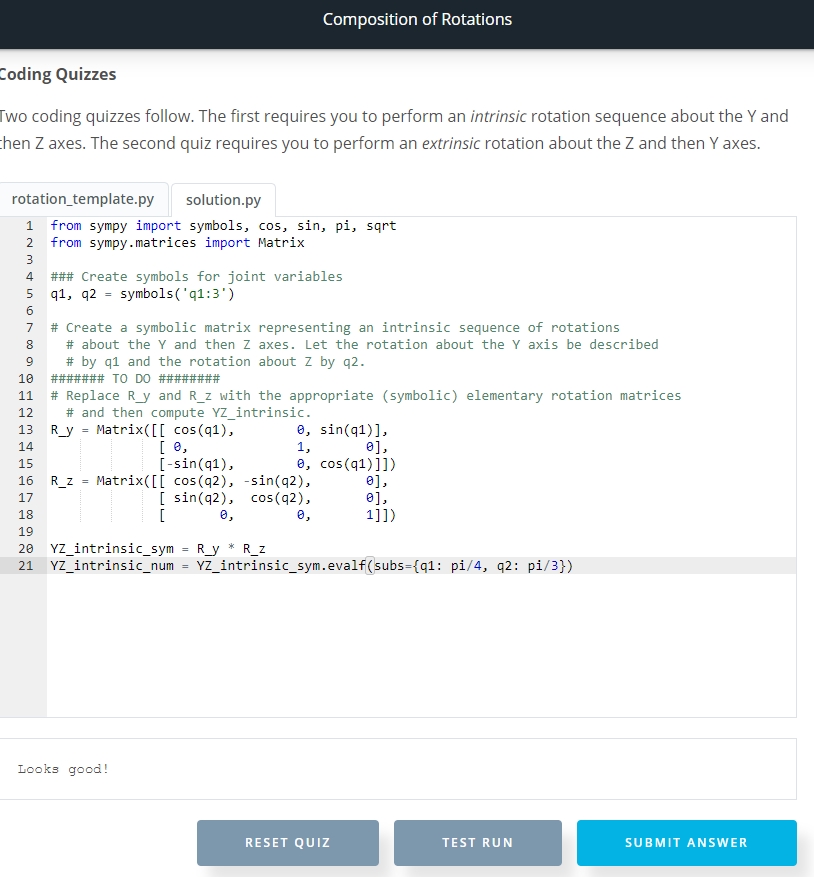 Composition of Rotations
Coding Quizzes
Two coding quizzes follow. The first requires you to perform an intrinsic rotation sequence about the Y and
then Z axes. The second quiz requires you to perform an extrinsic rotation about the Z and then Y axes.
rotation_template.py solution.py
1 from sympy import symbols, cos, sin, pi, sqrt
2 from sympy.matrices import Matrix
3
4 ### Create symbols for joint variables
5 q1, q2 = symbols('q1:3')
6
7 # Create a symbolic matrix representing an intrinsic sequence of rotations
8 # about the Y and then Z axes. Let the rotation about the Y axis be described
9 # by q1 and the rotation about Z by q2.
10 ####### TO DO ########
11 # Replace R_y and R_z with the appropriate (symbolic) elementary rotation matrices
12 # and then compute YZ_intrinsic.
13 R_y = Matrix([[ cos(q1), 0, sin(q1)],
14 [ 0, 1, 0],
15 [-sin(q1), 0, cos(q1)]])
16 R_z = Matrix([[ cos(q2), -sin(q2), 0],
17 [ sin(q2), cos(q2), 0],
18 [ 0, 0, 1]])
19
20 YZ_intrinsic_sym = R_y * R_z
21 YZ_intrinsic_num = YZ_intrinsic_sym.evalf(subs={q1: pi/4, q2: pi/3})
Looks good!
RESET QUIZ TEST RUN SUBMIT ANSWER